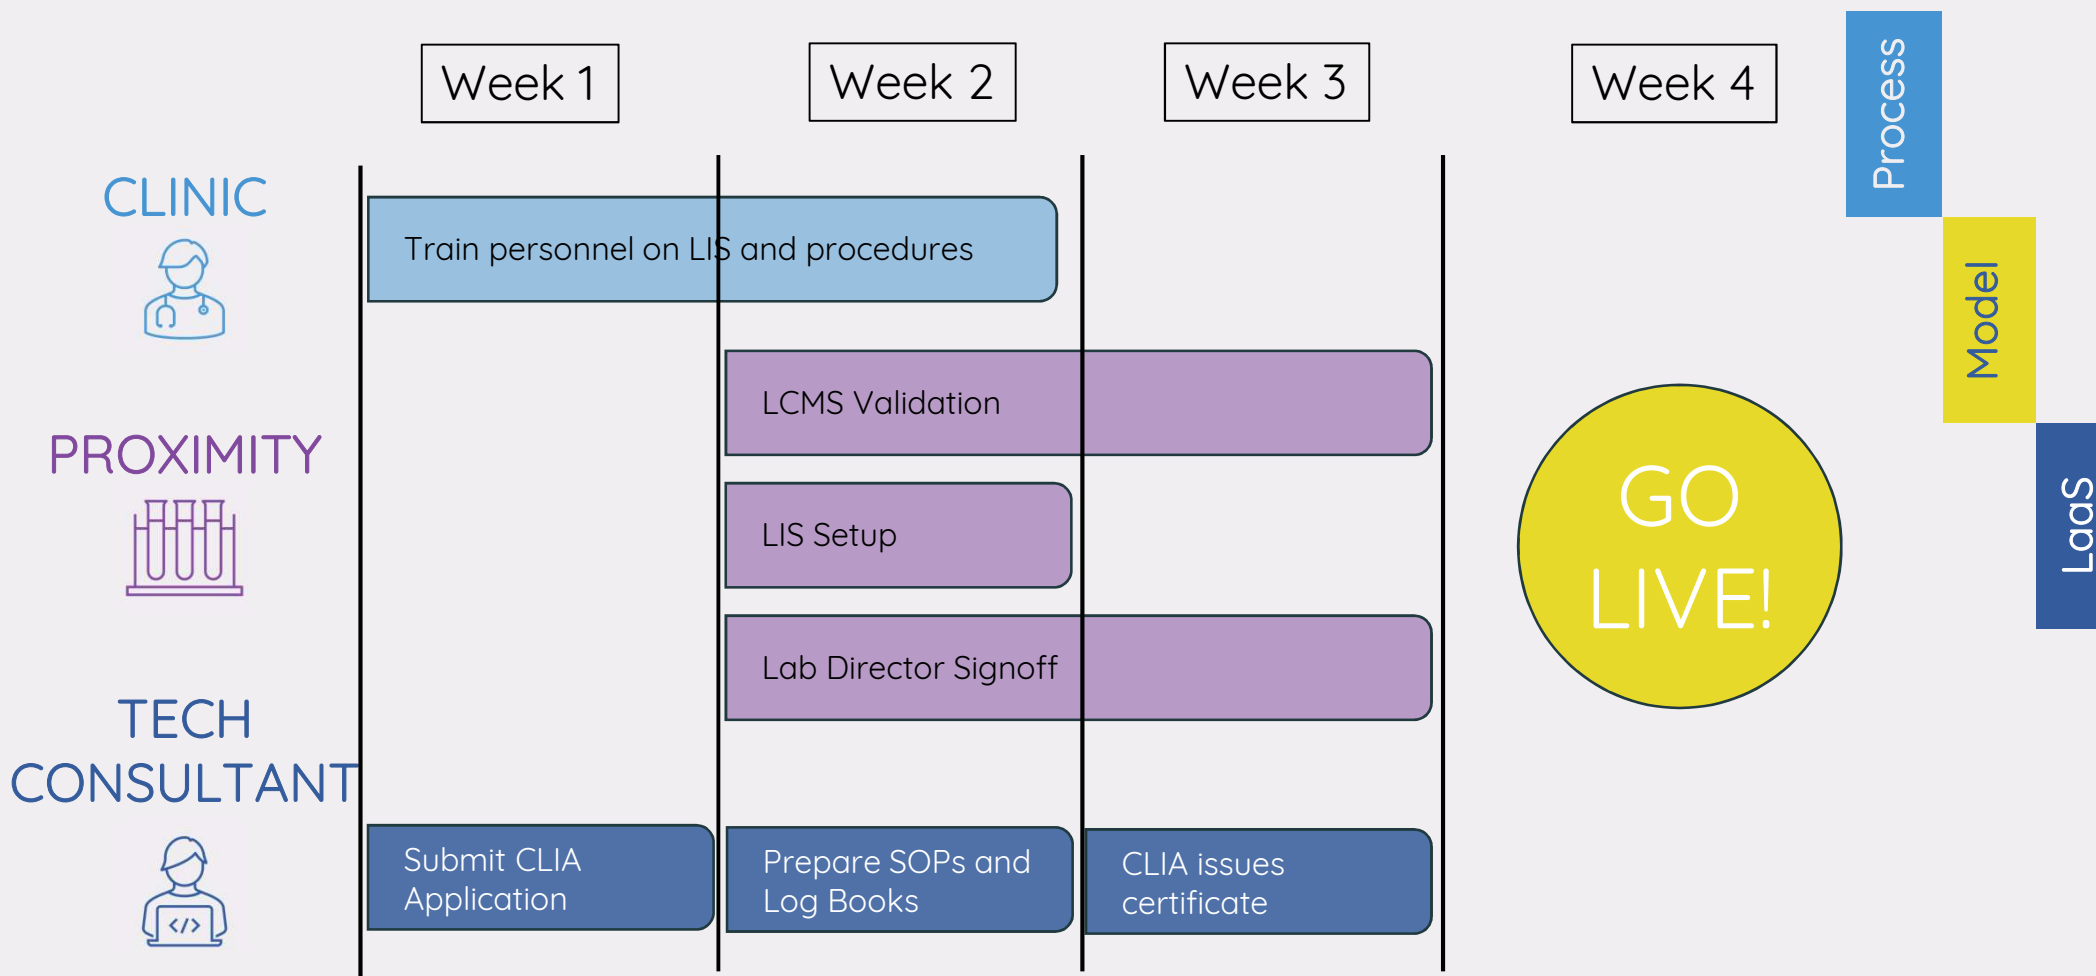 Week 1
Week 2
Week 3
Week 4
Process
Model
LaaS
CLINIC
Train personnel on LIS and procedures
PROXIMITY
LCMS Validation
LIS Setup
Lab Director Signoff
GO
LIVE!
TECH
CONSULTANT
Submit CLIA
Application
Prepare SOPs and
Log Books
CLIA issues
certificate
</>